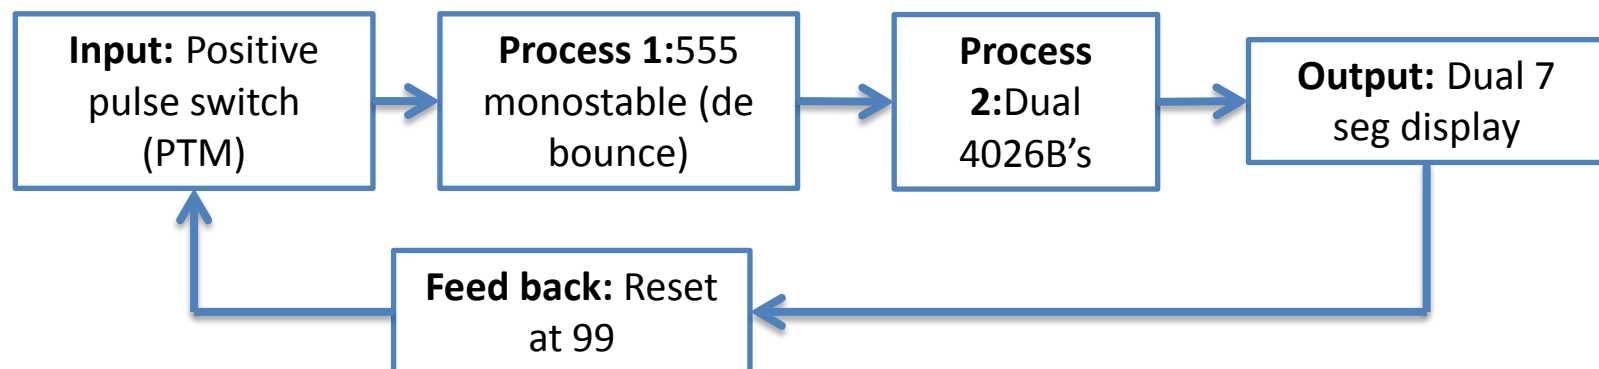 Input: Positive
pulse switch
(PTM)
Process 1:555
monostable (de
bounce)
Process
2:Dual
4026B’s
Output: Dual 7
seg display
Feed back: Reset
at 99